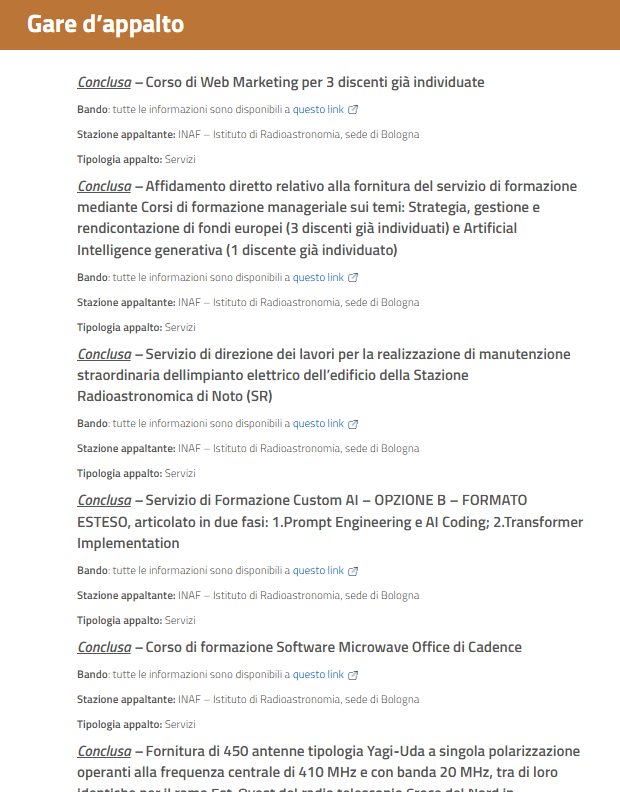 Gare d’appalto
Conclusa – Corso di Web Marketing per 3 discenti già individuate
Bando: tutte le informazioni sono disponibili a questo link
Stazione appaltante: INAF – Istituto di Radioastronomia, sede di Bologna
Tipologia appalto: Servizi
Conclusa – Affidamento diretto relativo alla fornitura del servizio di formazione
mediante Corsi di formazione manageriale sui temi: Strategia, gestione e
rendicontazione di fondi europei (3 discenti già individuati) e Artificial
Intelligence generativa (1 discente già individuato)
Bando: tutte le informazioni sono disponibili a questo link
Stazione appaltante: INAF – Istituto di Radioastronomia, sede di Bologna
Tipologia appalto: Servizi
Conclusa – Servizio di direzione dei lavori per la realizzazione di manutenzione
straordinaria dellimpianto elettrico dell’edificio della Stazione
Radioastronomica di Noto (SR)
Bando: tutte le informazioni sono disponibili a questo link
Stazione appaltante: INAF – Istituto di Radioastronomia, sede di Bologna
Tipologia appalto: Servizi
Conclusa – Servizio di Formazione Custom AI – OPZIONE B – FORMATO
ESTESO, articolato in due fasi: 1.Prompt Engineering e AI Coding; 2.Transformer
Implementation
Bando: tutte le informazioni sono disponibili a questo link
Stazione appaltante: INAF – Istituto di Radioastronomia, sede di Bologna
Tipologia appalto: Servizi
Conclusa – Corso di formazione Software Microwave Office di Cadence
Bando: tutte le informazioni sono disponibili a questo link
Stazione appaltante: INAF – Istituto di Radioastronomia, sede di Bologna
Tipologia appalto: Servizi
Conclusa – Fornitura di 450 antenne tipologia Yagi-Uda a singola polarizzazione
operanti alla frequenza centrale di 410 MHz e con banda 20 MHz, tra di loro
identiche per il ramo Est-Ovest del radio telescopio Croce del Nord in